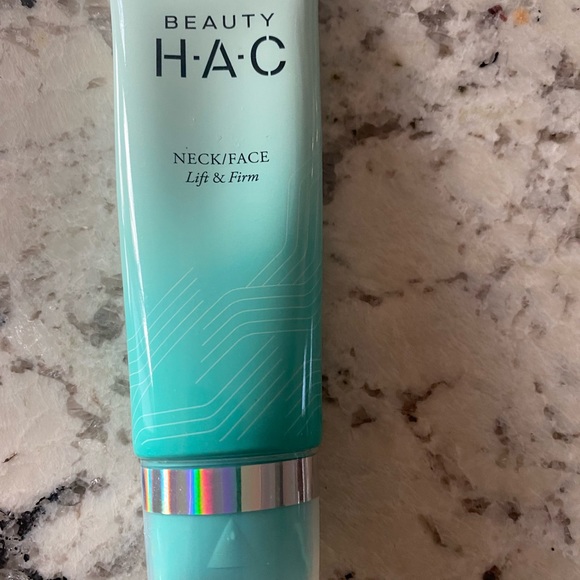 BEAUTY
H·A·C
NECK/FACE
Lift & Firm